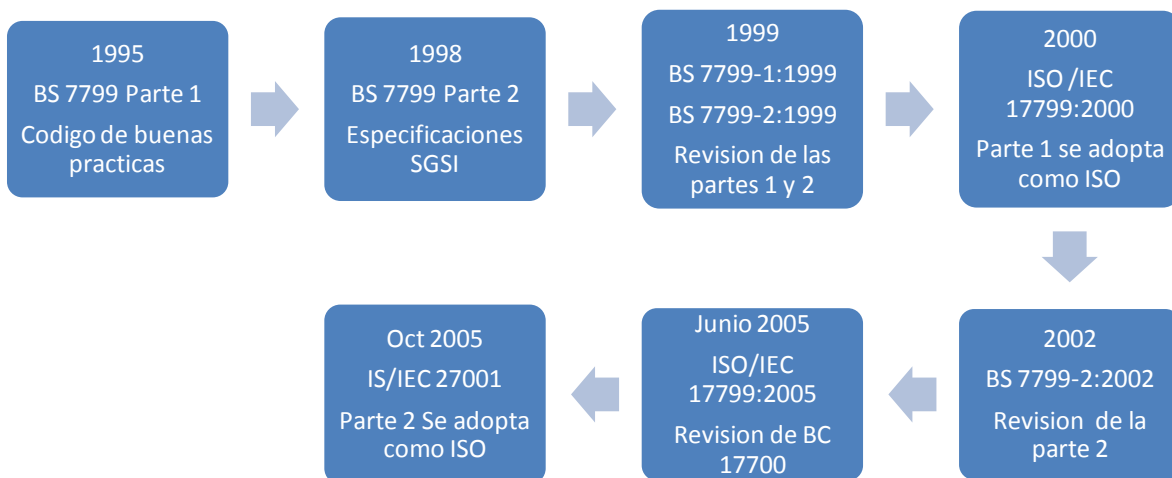 1995
BS 7799 Parte 1
Codigo de buenas
practicas
1998
BS 7799 Parte 2
Especificaciones
SGSI
1999
BS 7799-1:1999
BS 7799-2:1999
Revision de las
partes 1 y 2
2000
ISO /IEC
17799:2000
Parte 1 se adopta
como ISO
2002
BS 7799-2:2002
Revision de la
parte 2
Junio 2005
ISO/IEC
17799:2005
Revision de BC
17700
Oct 2005
IS/IEC 27001
Parte 2 Se adopta
como ISO